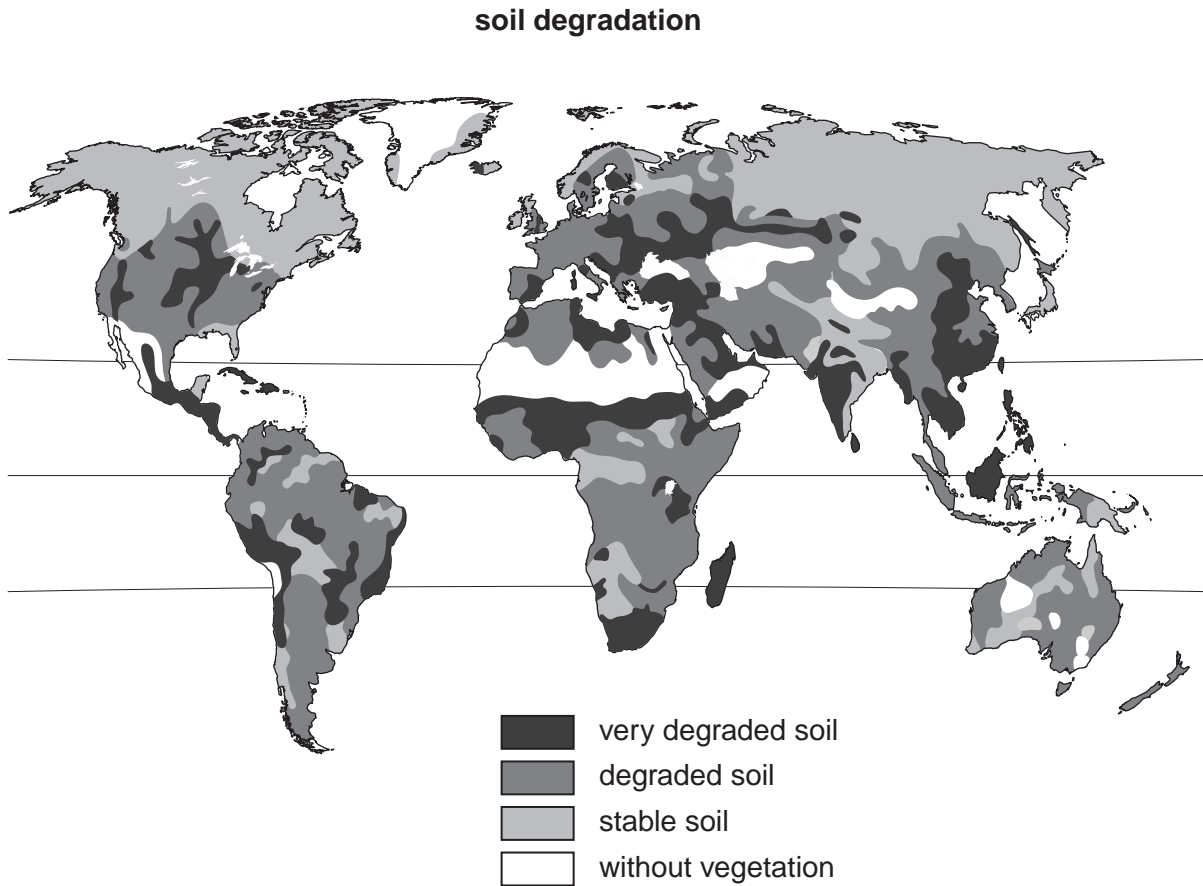 soil degradation
very degraded soil
degraded soil
stable soil
without vegetation